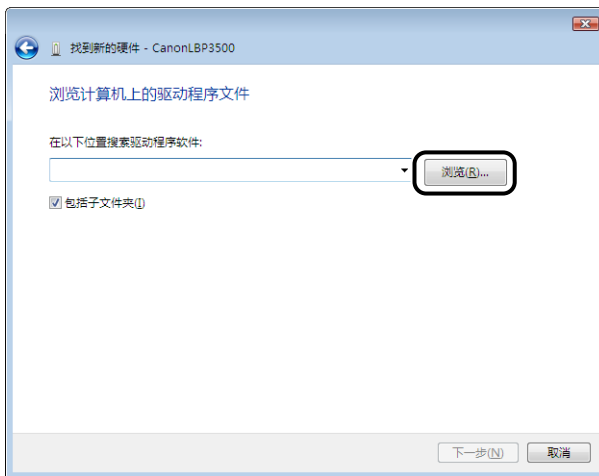 找到新的硬件 - CanonLBP3500
浏览计算机上的驱动程序文件
在以下位置搜索驱动程序软件:
浏览(R)...
包括子文件夹(I)
下一步(N)
取消